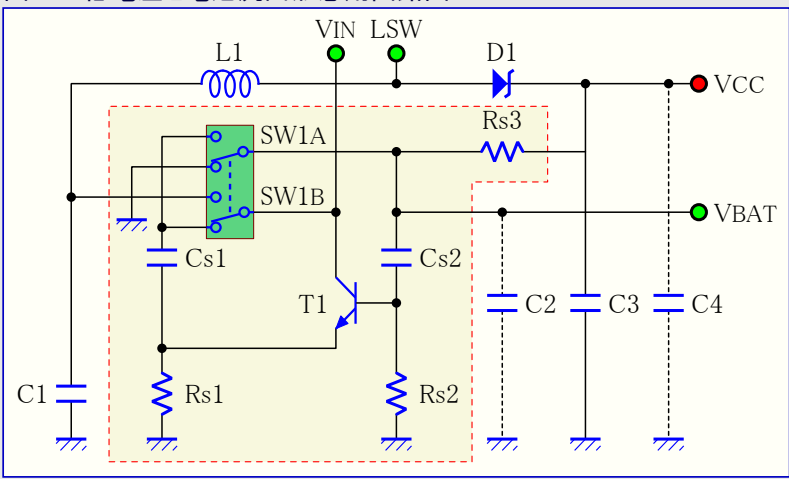 VIN LSW
L1
D1
VCC
Rs3
SW1A
SW1B
VBAT
Cs1
Cs2
T1
C2
C3
C4
C1
Rs1
Rs2